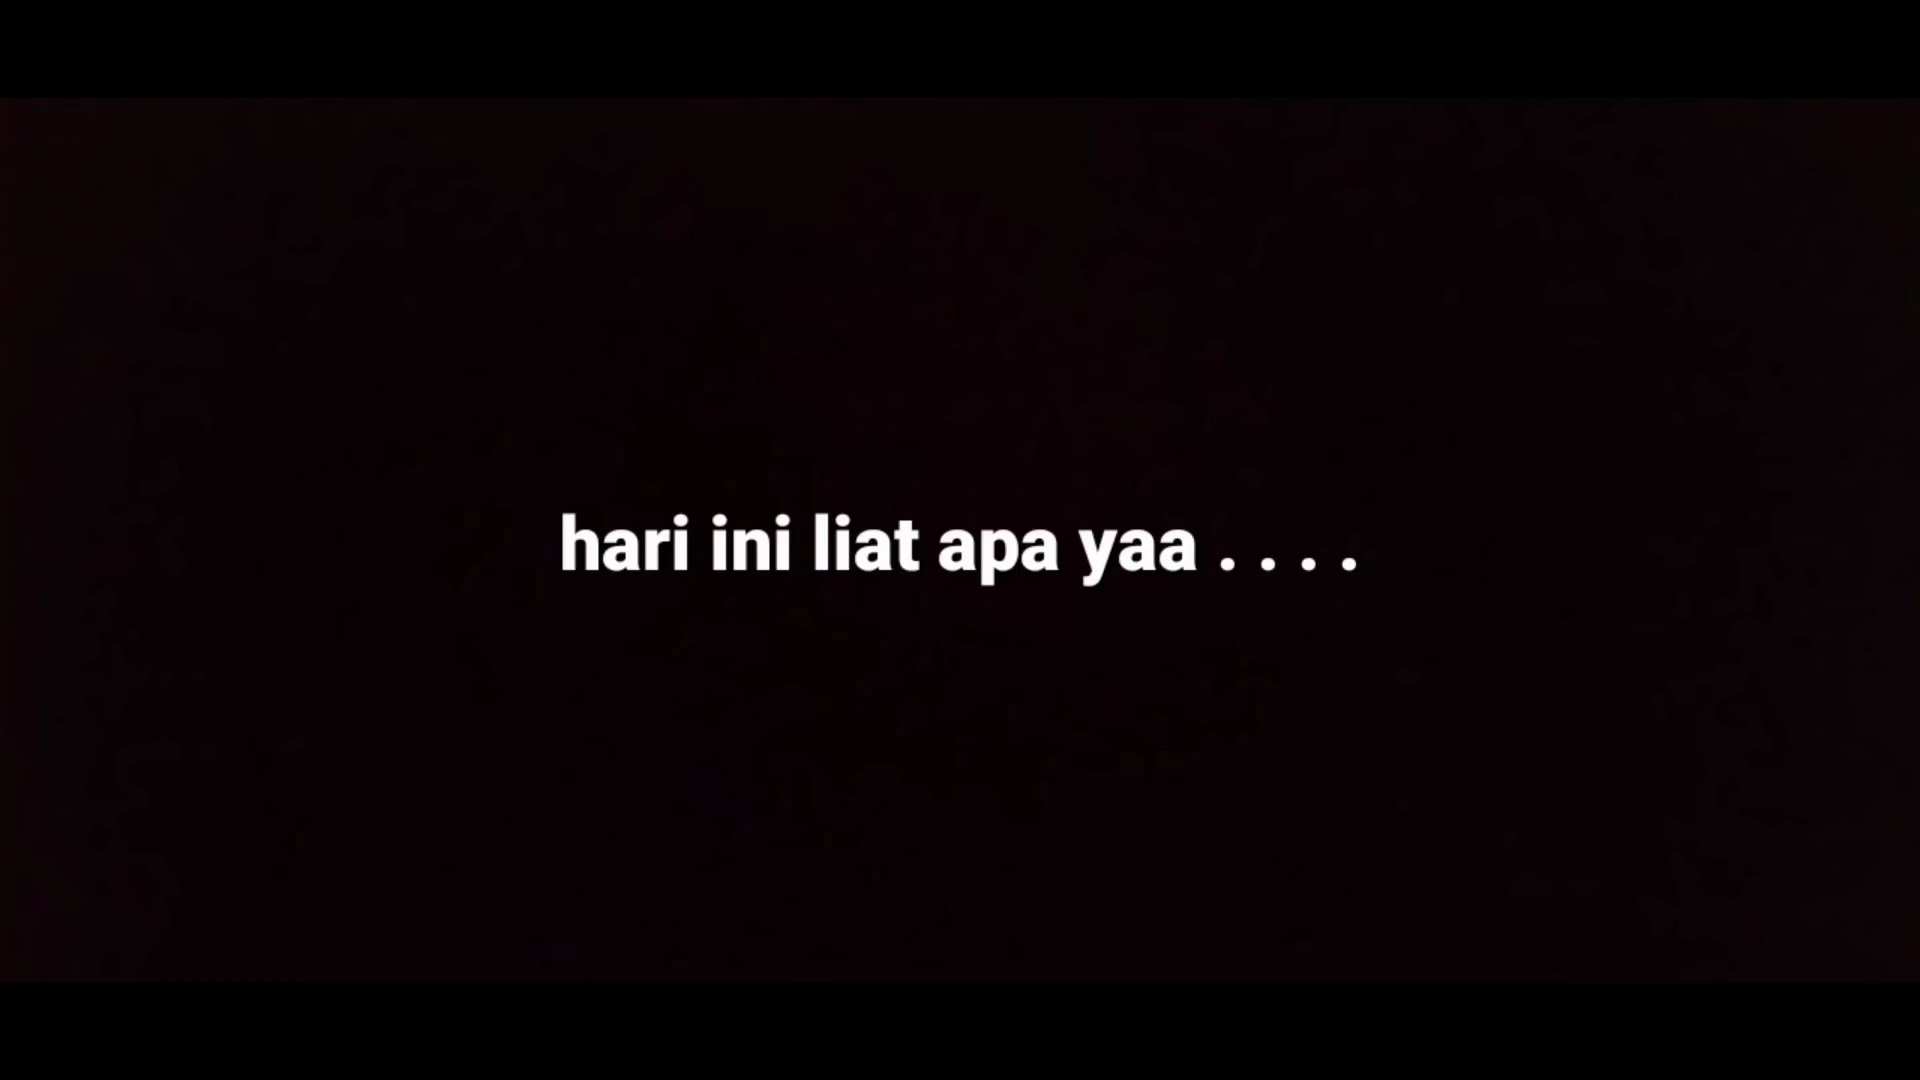 hari ini liat apa yaa . . . .